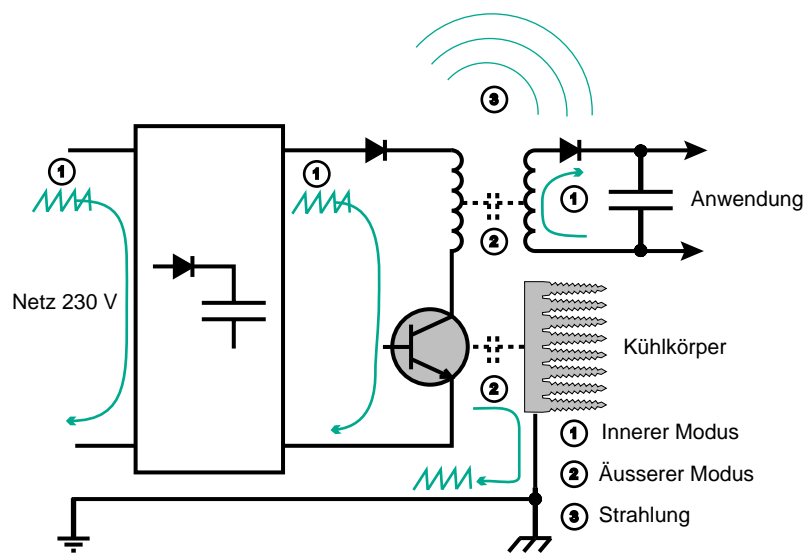 3
1
1
1
Anwendung
2
Netz 230 V
Kühlkörper
2
1 Innerer Modus
2 Äusserer Modus
3 Strahlung